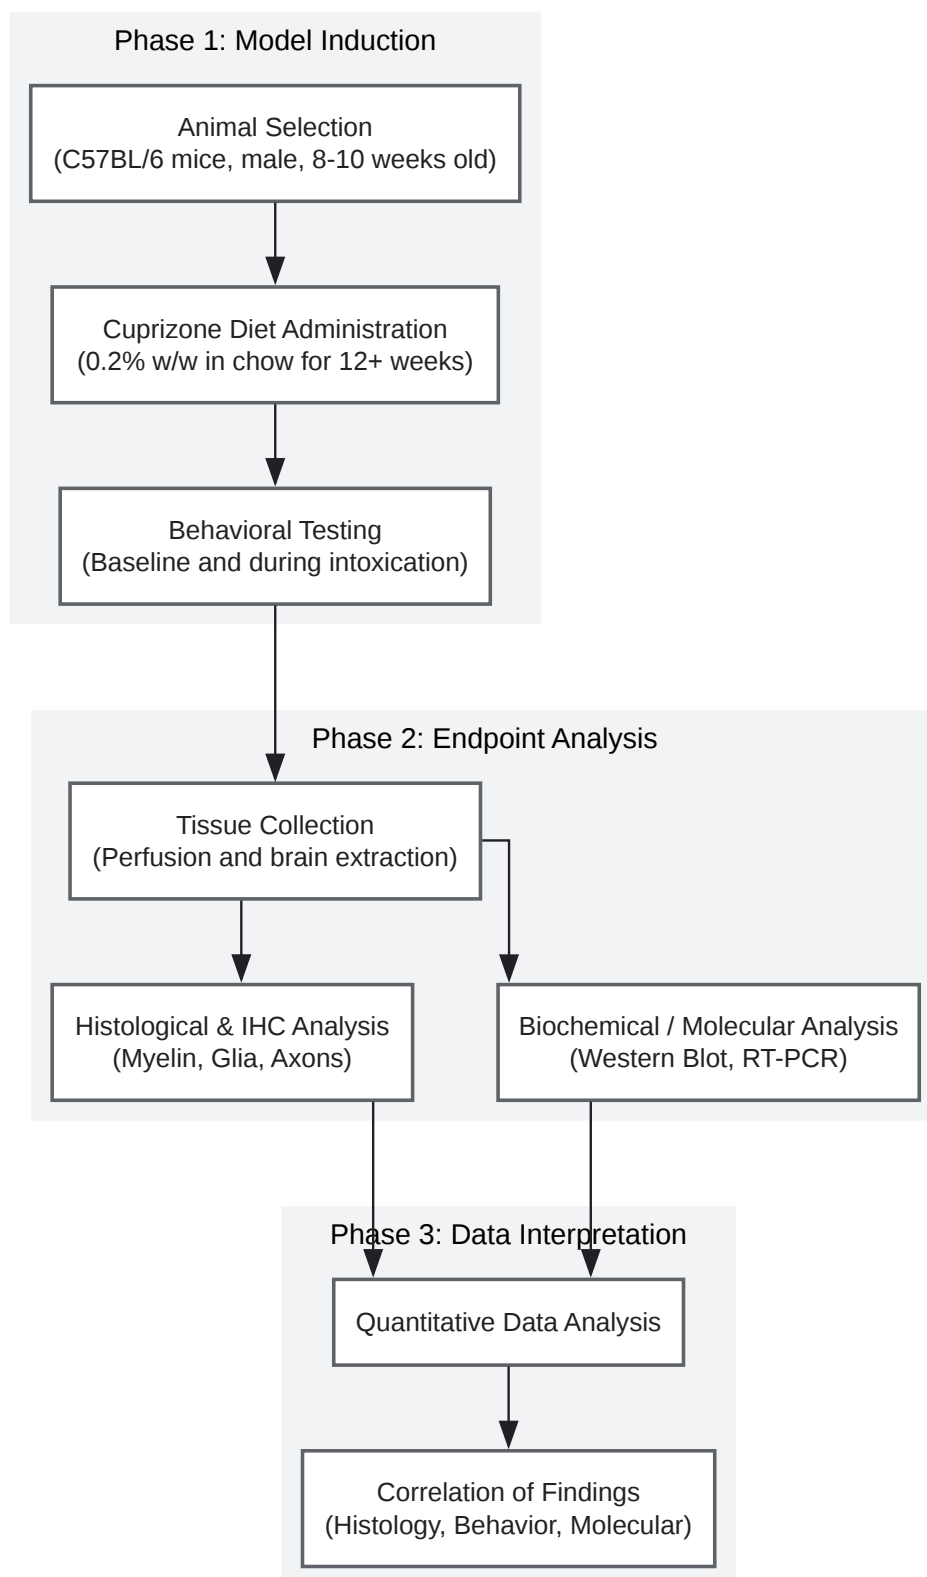 Phase 1: Model Induction
Animal Selection
(C57BL/6 mice, male, 8-10 weeks old)
Cuprizone Diet Administration
(0.2% w/w in chow for 12+ weeks)
Behavioral Testing
(Baseline and during intoxication)
Phase 2: Endpoint Analysis
Tissue Collection
(Perfusion and brain extraction)
Histological & IHC Analysis
(Myelin, Glia, Axons)
Biochemical / Molecular Analysis
(Western Blot, RT-PCR)
Phase 3: Data Interpretation
Quantitative Data Analysis
Correlation of Findings
(Histology, Behavior, Molecular)